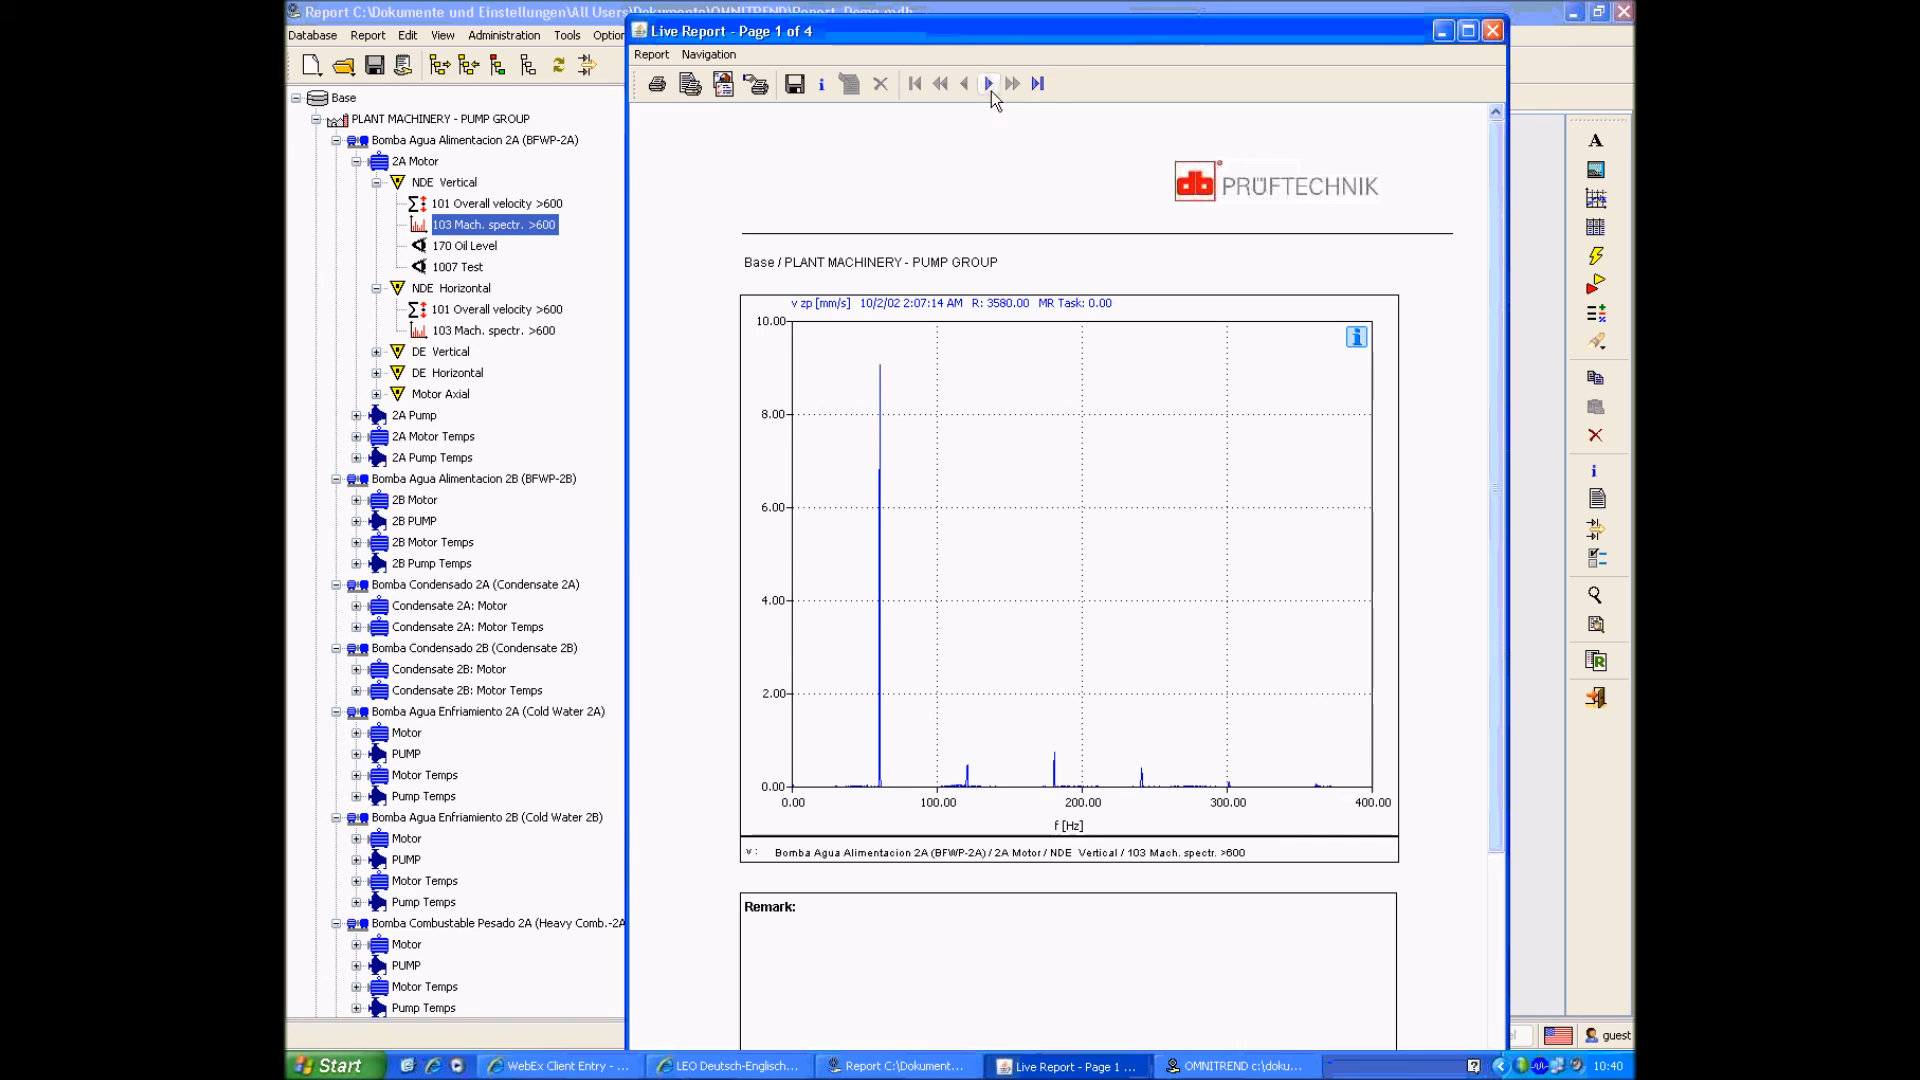 Report C:\Dokumente und Einstellungen\All Users\Dokumente\OMNITREND\Report_Demo.mdb
Database Report Edit View Administration Tools Option
Base
PLANT MACHINERY - PUMP GROUP
Bomba Agua Alimentacion 2A (BFWP-2A)
2A Motor
NDE Vertical
101 Overall velocity >600
103 Mach. spectr. >600
170 Oil Level
1007 Test
NDE Horizontal
101 Overall velocity >600
103 Mach. spectr. >600
DE Vertical
DE Horizontal
Motor Axial
2A Pump
2A Motor Temps
2A Pump Temps
Bomba Agua Alimentacion 2B (BFWP-2B)
2B Motor
2B PUMP
2B Motor Temps
2B Pump Temps
Bomba Condensado 2A (Condensate 2A)
Condensate 2A: Motor
Condensate 2A: Motor Temps
Bomba Condensado 2B (Condensate 2B)
Condensate 2B: Motor
Condensate 2B: Motor Temps
Bomba Agua Enfriamiento 2A (Cold Water 2A)
Motor
PUMP
Motor Temps
Pump Temps
Bomba Agua Enfriamiento 2B (Cold Water 2B)
Motor
PUMP
Motor Temps
Pump Temps
Bomba Combustable Pesado 2A (Heavy Comb.-2A
Motor
PUMP
Motor Temps
Pump Temps
Live Report - Page 1 of 4
Report Navigation
db PRÜFTECHNIK
Base / PLANT MACHINERY - PUMP GROUP
v zp [mm/s] 10/2/02 2:07:14 AM R: 3580.00 MR Task: 0.00
10.00
8.00
6.00
4.00
2.00
0.00
0.00 100.00 200.00 300.00 400.00
f [Hz]
v : Bomba Agua Alimentacion 2A (BFWP-2A) / 2A Motor / NDE Vertical / 103 Mach. spectr. >600
Remark:
guest
Start WebEx Client Entry - ... LEO Deutsch-Englisch... Report C:\Dokument... Live Report - Page 1 ... OMNITREND c:\doku... 10:40